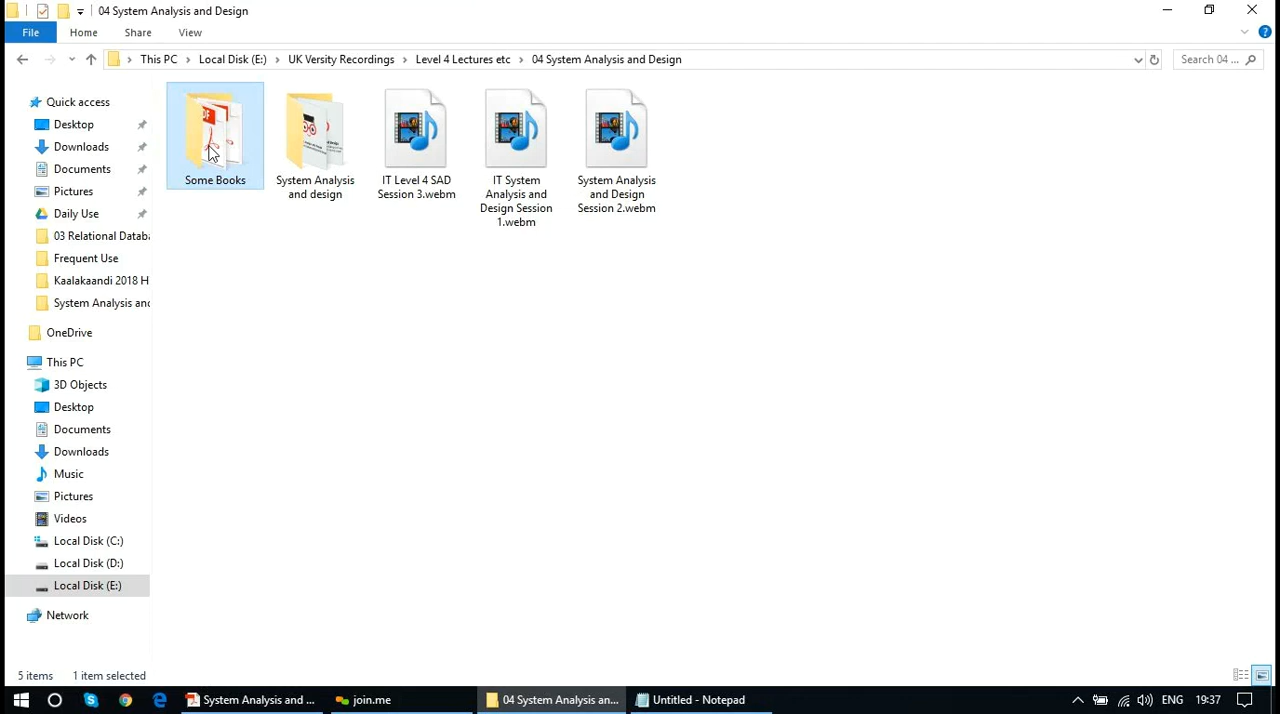 04 System Analysis and Design
File
Home
Share
View
This PC
Local Disk (E:)
UK Versity Recordings
Level 4 Lectures etc
04 System Analysis and Design
Search 04 ...
Quick access
Desktop
Downloads
Documents
Pictures
Daily Use
03 Relational Databa
Frequent Use
Kaalakaandi 2018 H
System Analysis and
OneDrive
This PC
3D Objects
Desktop
Documents
Downloads
Music
Pictures
Videos
Local Disk (C:)
Local Disk (D:)
Local Disk (E:)
Network
Some Books
System Analysis
and design
IT Level 4 SAD
Session 3.webm
IT System
Analysis and
Design Session
1.webm
System Analysis
and Design
Session 2.webm
5 items
1 item selected
System Analysis and ...
join.me
04 System Analysis an...
Untitled - Notepad
ENG
19:37